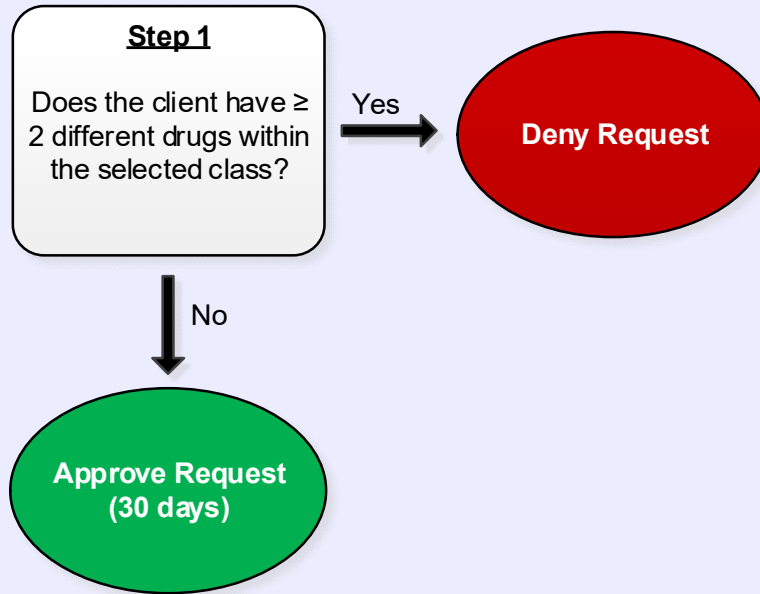 Step 1
Does the client have ≥
2 different drugs within
the selected class?
Yes
Deny Request
No
Approve Request
(30 days)